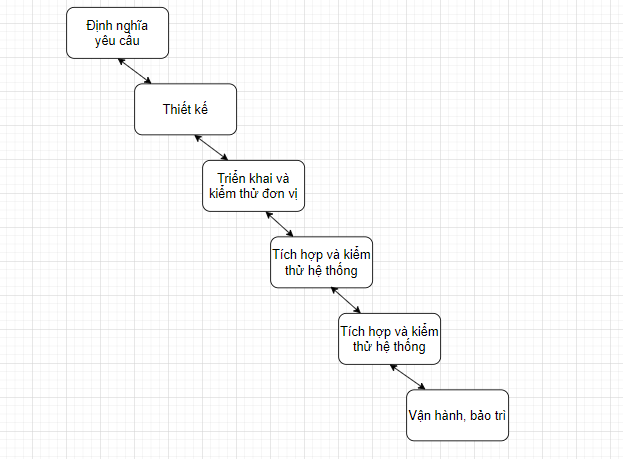 Định nghĩa
yêu cầu
Thiết kế
Triển khai và
kiểm thử đơn vị
Tích hợp và kiểm
thử hệ thống
Tích hợp và kiểm
thử hệ thống
Vận hành, bảo trì